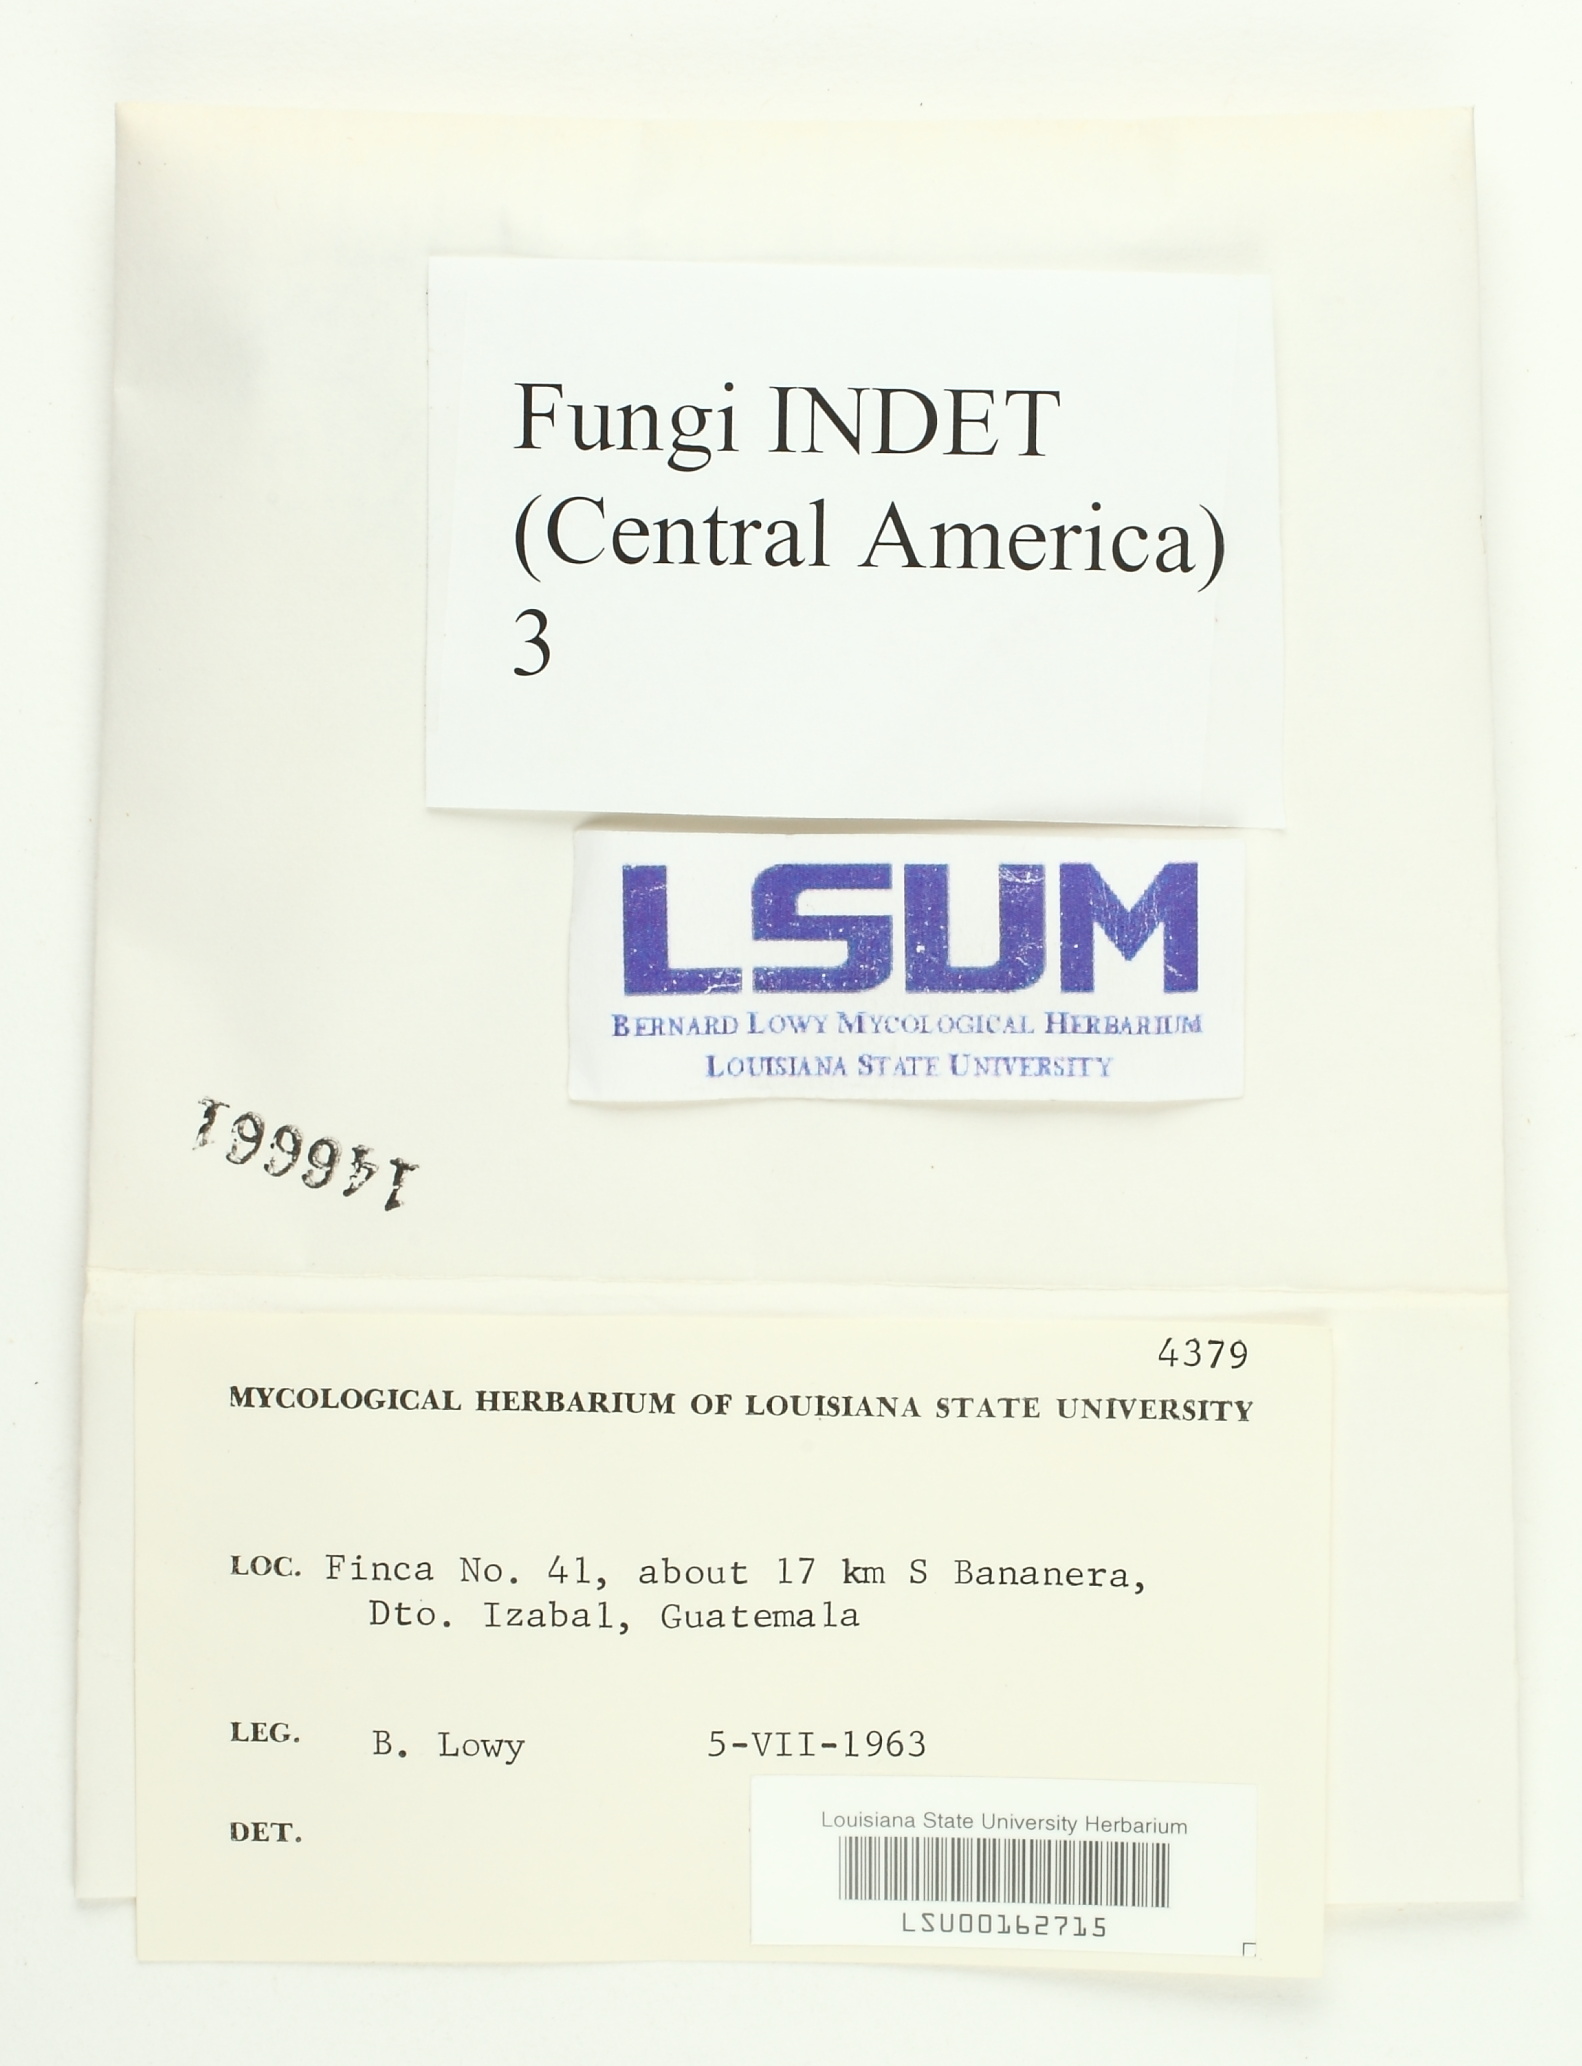 Fungi INDET
(Central America)
3
LSUM
BERNARD LOWY MYCOLOGICAL HERBARIUM
LOUISIANA STATE UNIVERSITY
146661
4379
MYCOLOGICAL HERBARIUM OF LOUISIANA STATE UNIVERSITY
LOC. Finca No. 41, about 17 km S Bananera,
Dto. Izabal, Guatemala
LEG. B. Lowy 5-VII-1963
DET.
Louisiana State University Herbarium
LSU00162715